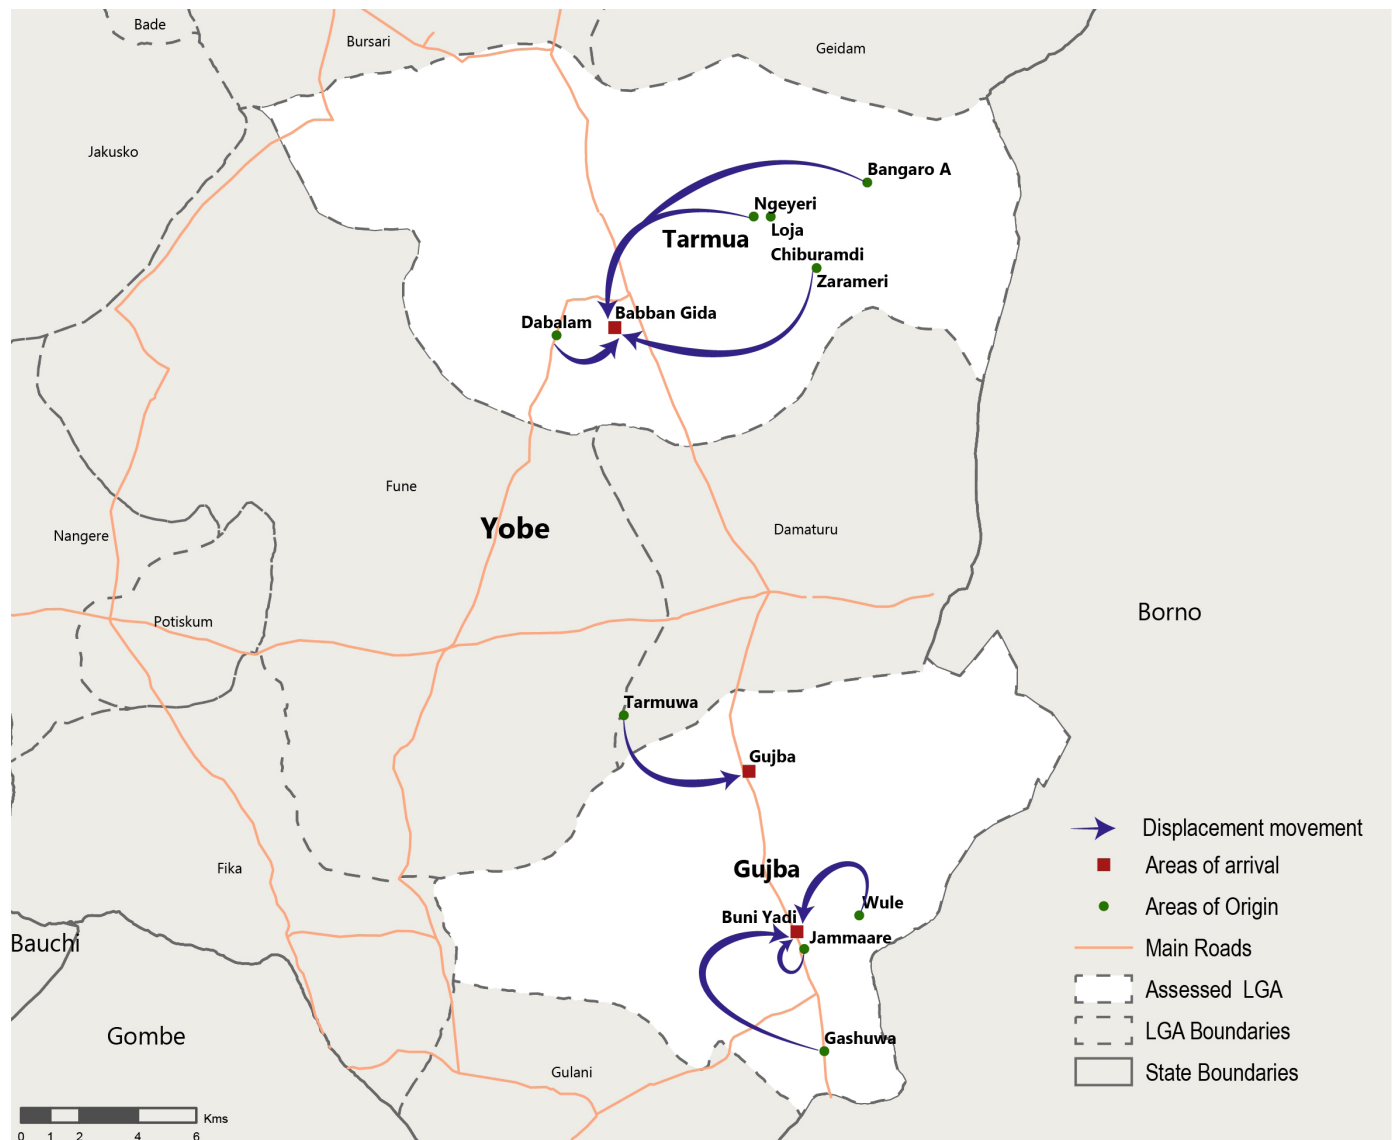 Bade
Bursari
Geidam
Jakusko
Bangaro A
Ngeyeri
Loja
Tarmua
Chiburamdi
Zarameri
Babban Gida
Dabalam
Fune
Yobe
Nangere
Damaturu
Potiskum
Borno
Tarmuwa
Gujba
Gujba
Fika
Wule
Buni Yadi
Jammaare
Bauchi
Gombe
Gashuwa
Gulani
Displacement movement
Areas of arrival
Areas of Origin
Main Roads
Assessed LGA
LGA Boundaries
State Boundaries
Kms
0 1 2 4 6